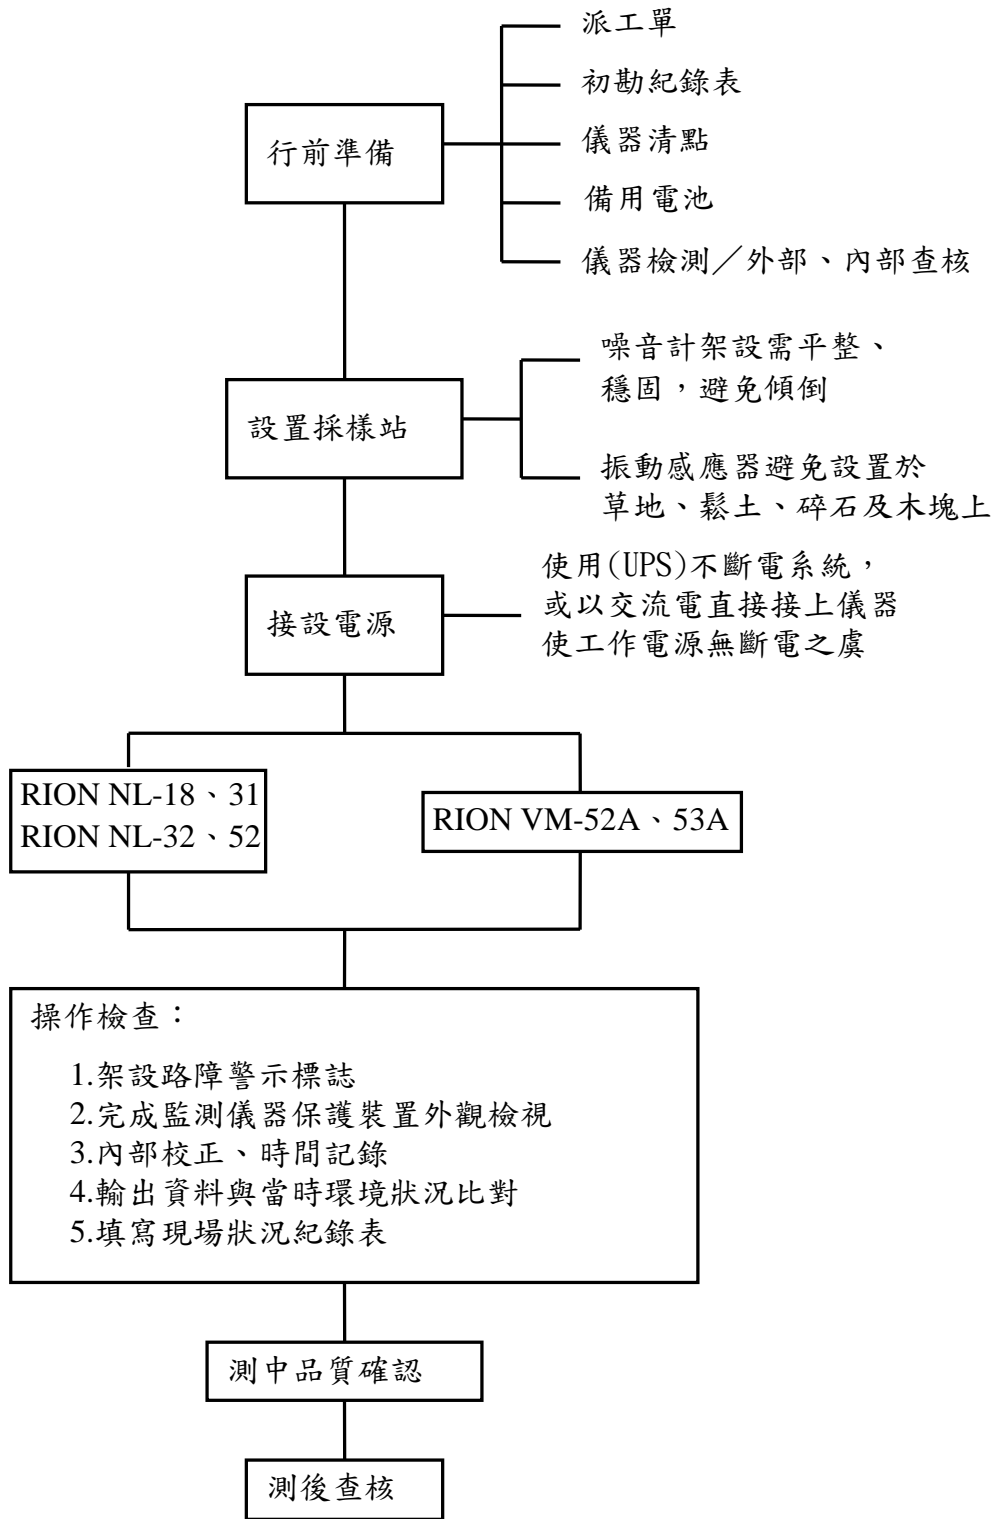 派工單
初勘紀錄表
行前準備
儀器清點
備用電池
儀器檢測／外部、內部查核
噪音計架設需平整、
穩固，避免傾倒
設置採樣站
振動感應器避免設置於
草地、鬆土、碎石及木塊上
使用(UPS)不斷電系統，
或以交流電直接接上儀器
使工作電源無斷電之虞
接設電源
RION NL-18、31
RION NL-32、52
RION VM-52A、53A
操作檢查：
1.架設路障警示標誌
2.完成監測儀器保護裝置外觀檢視
3.內部校正、時間記錄
4.輸出資料與當時環境狀況比對
5.填寫現場狀況紀錄表
測中品質確認
測後查核